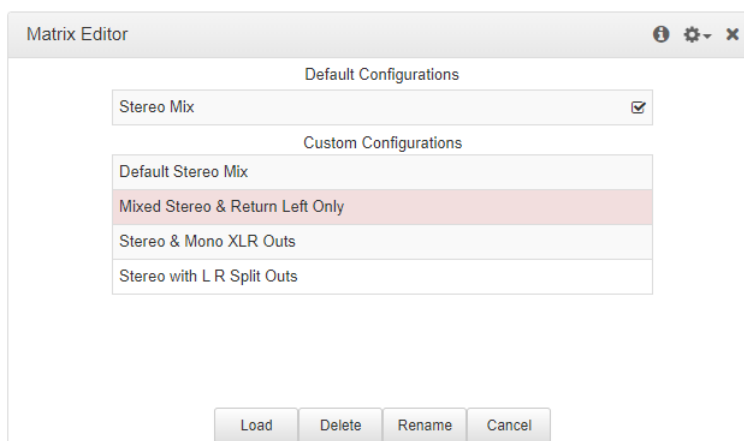 Matrix Editor
Default Configurations
Stereo Mix
Custom Configurations
Default Stereo Mix
Mixed Stereo & Return Left Only
Stereo & Mono XLR Outs
Stereo with L R Split Outs
Load Delete Rename Cancel